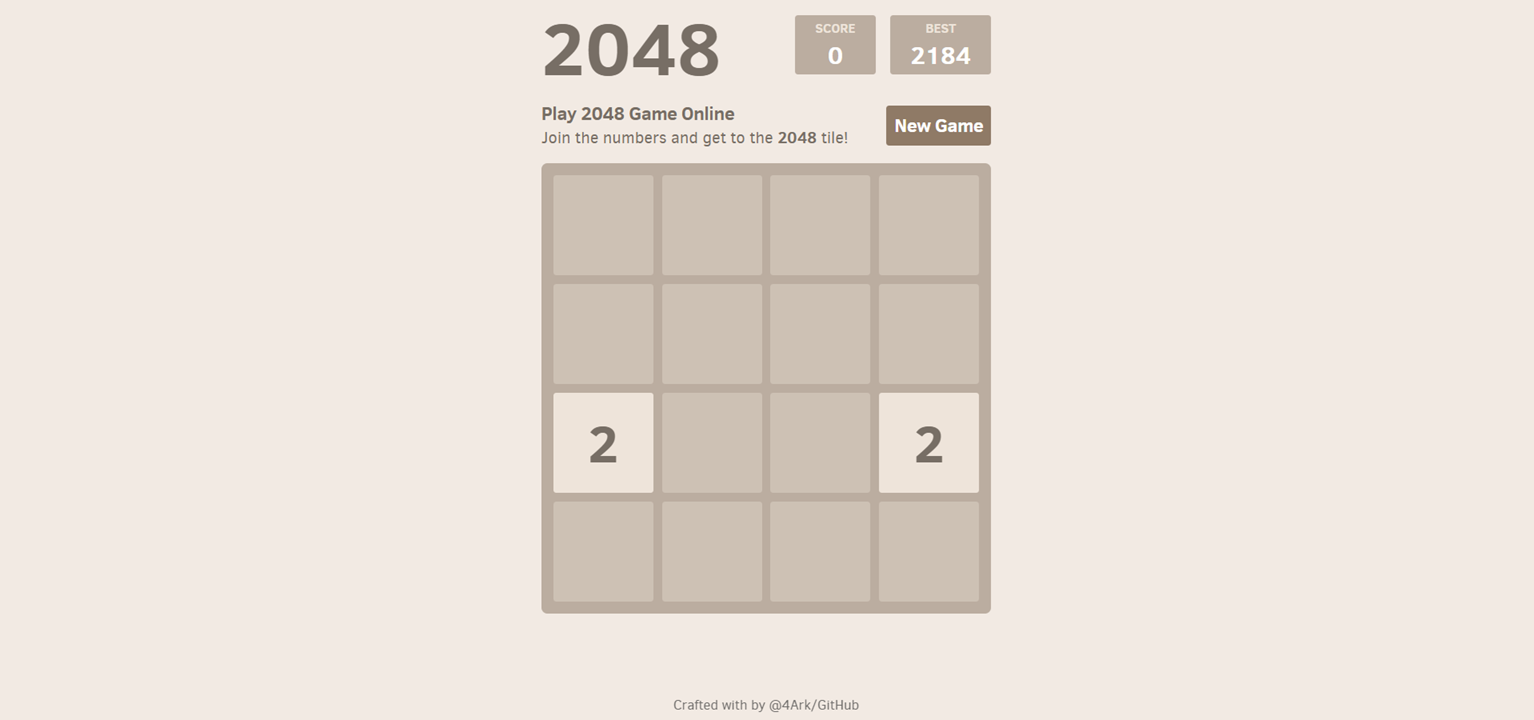 2048
SCORE
0
BEST
2184
Play 2048 Game Online
Join the numbers and get to the 2048 tile!
New Game
2
2
Crafted with by @4Ark/GitHub